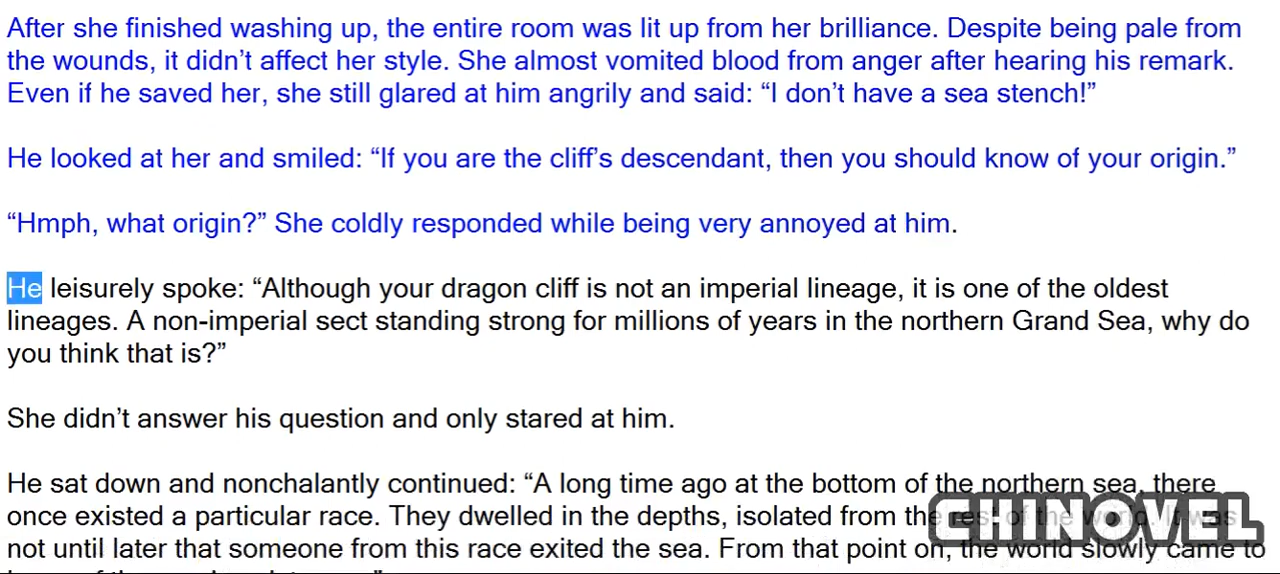 After she finished washing up, the entire room was lit up from her brilliance. Despite being pale from
the wounds, it didn’t affect her style. She almost vomited blood from anger after hearing his remark.
Even if he saved her, she still glared at him angrily and said: “I don’t have a sea stench!”
He looked at her and smiled: “If you are the cliff’s descendant, then you should know of your origin.”
“Hmph, what origin?” She coldly responded while being very annoyed at him.
He leisurely spoke: “Although your dragon cliff is not an imperial lineage, it is one of the oldest
lineages. A non-imperial sect standing strong for millions of years in the northern Grand Sea, why do
you think that is?”
She didn’t answer his question and only stared at him.
He sat down and nonchalantly continued: “A long time ago at the bottom of the northern sea, there
once existed a particular race. They dwelled in the depths, isolated from the rest of the world. It was
not until later that someone from this race exited the sea. From that point on, the world slowly came to
CHINOVEL